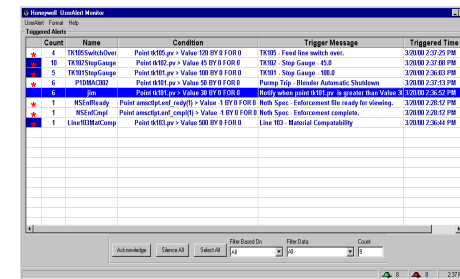 Honeywell UserAlert Monitor
UserAlert Format Help
Triggered Alerts
Count Name Condition Trigger Message Triggered Time
4 TK105SwitchOver Point tk105.pv > Value 120 BY 0 FOR 0 TK105 - Feed line switch over. 3/20/00 2:37:25 PM
10 TK102StopGauge Point tk102.pv > Value 45 BY 0 FOR 0 TK102 - Stop Gauge - 45.0 3/20/00 2:37:08 PM
5 TK101StopGauge Point tk101.pv > Value 100 BY 0 FOR 0 TK101 - Stop Gauge - 100.0 3/20/00 2:36:03 PM
6 Point tk101.pv > Value 50 BY 0 FOR 0 Pump Trip - Blender Automatic Shutdown 3/20/00 2:37:13 PM
6 jim Point tk101.pv > Value 30 BY 0 FOR 0 Notify when point tk101.pv is greater than Value 30 3/20/00 2:36:52 PM
1 NSEnfReady Point amsctfpt.enf_redy(1) > Value -1 BY 0 FOR 0 Noth Spec - Enforcement file ready for viewing. 3/20/00 2:28:12 PM
1 NSEnfCmpl Point amsctfpt.enf_cmpl(1) > Value -1 BY 0 FOR 0 Noth Spec - Enforcement complete. 3/20/00 2:28:12 PM
1 Line103MatComp Point tk103.pv > Value 500 BY 0 FOR 0 Line 103 - Material Compatability 3/20/00 2:36:44 PM
Filter Based On Filter Data Count
Acknowledge Silence All Select All All All 8
8 8 2:37